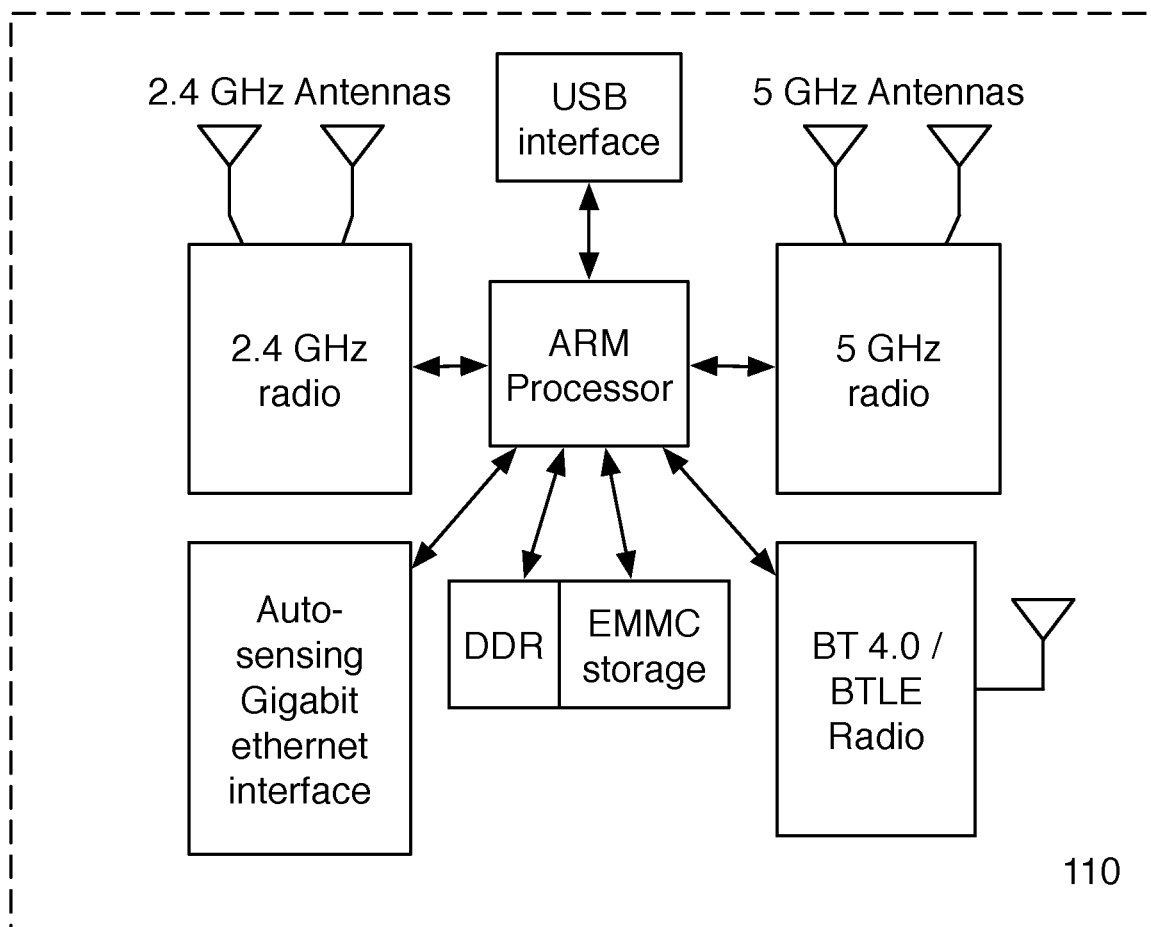 2.4 GHz Antennas
USB
interface
5 GHz Antennas
2.4 GHz
radio
ARM
Processor
5 GHz
radio
Auto-
sensing
Gigabit
ethernet
interface
DDR
EMMC
storage
BT 4.0 /
BTLE
Radio
110